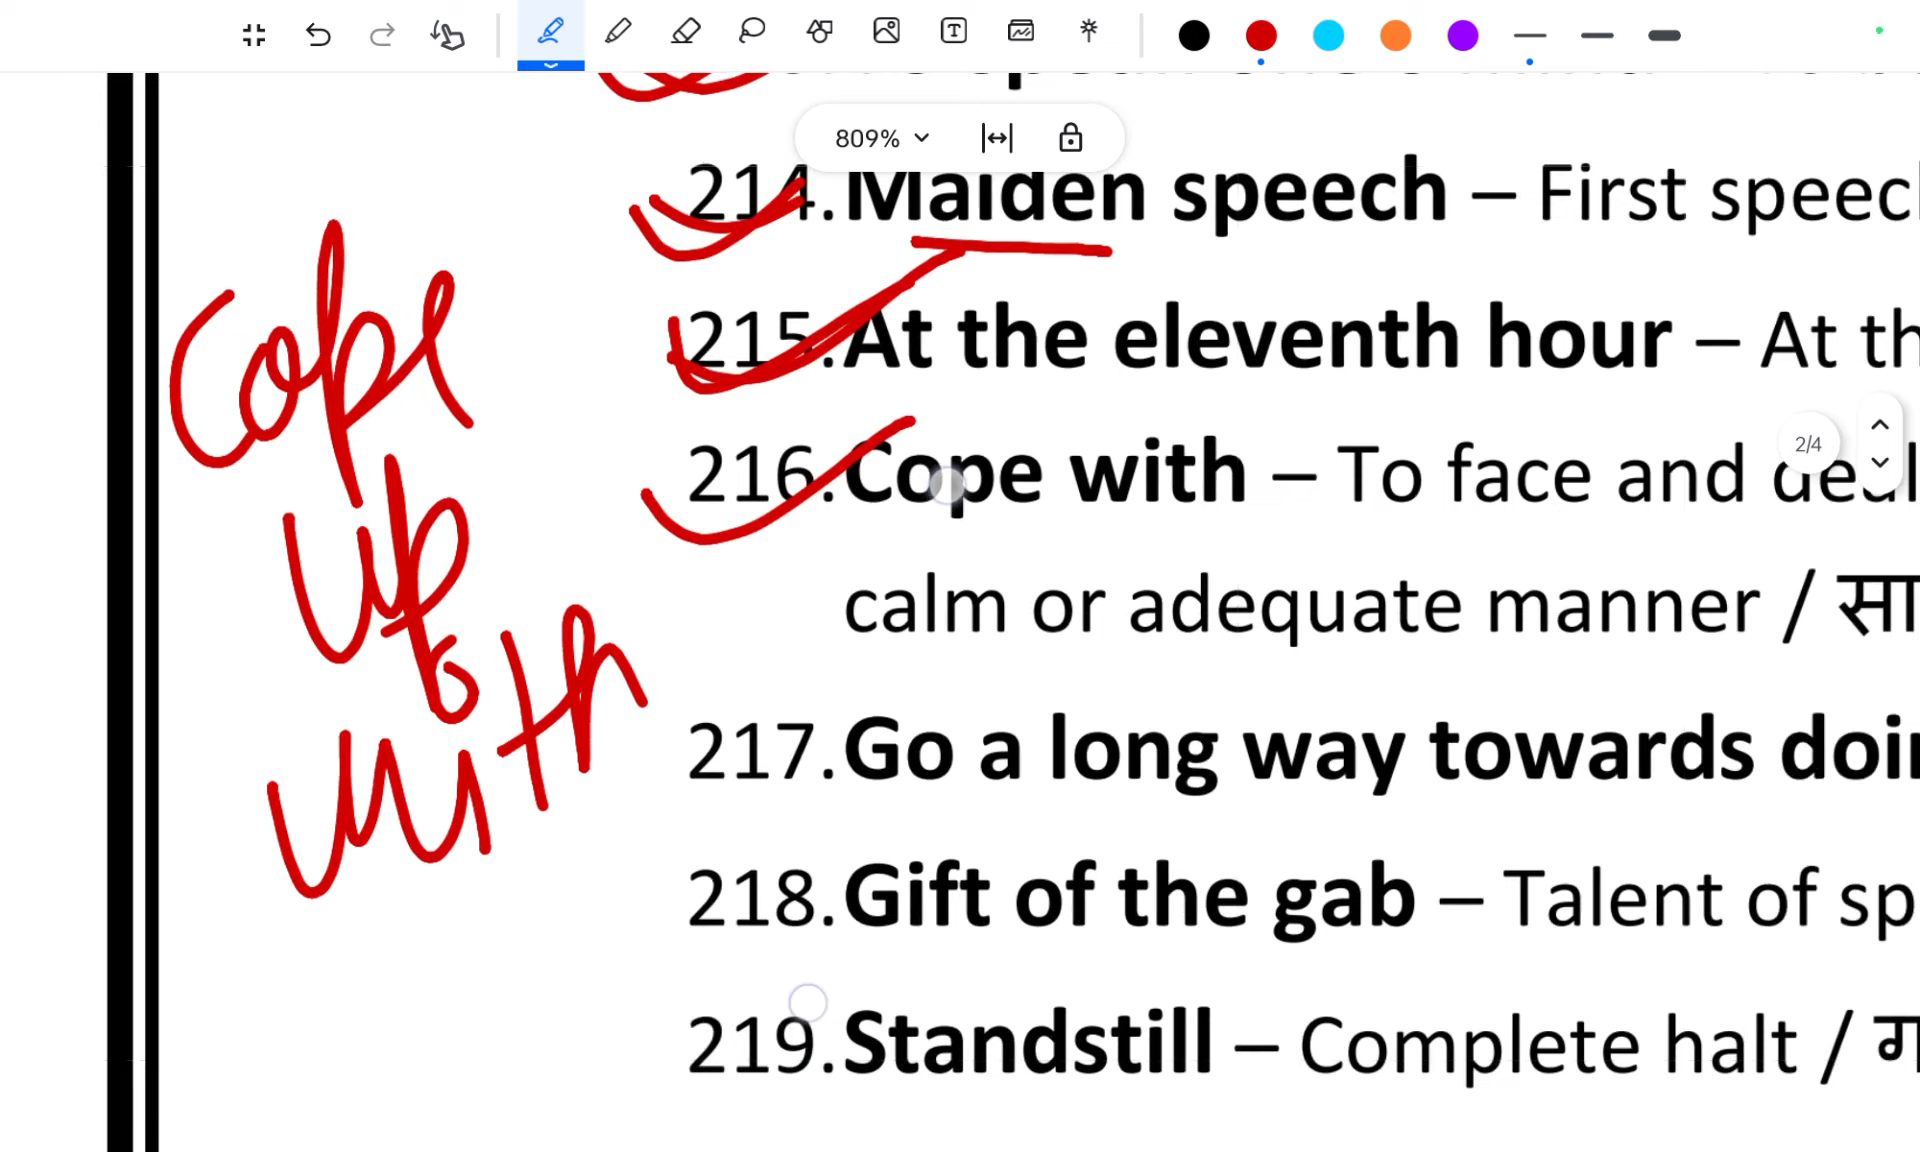 809%
214. Maiden speech – First speec
215. At the eleventh hour – At th
216. Cope with – To face and deal
calm or adequate manner / सा
217. Go a long way towards doi
218. Gift of the gab – Talent of sp
219. Standstill – Complete halt / ग
2/4
Cope
up
with